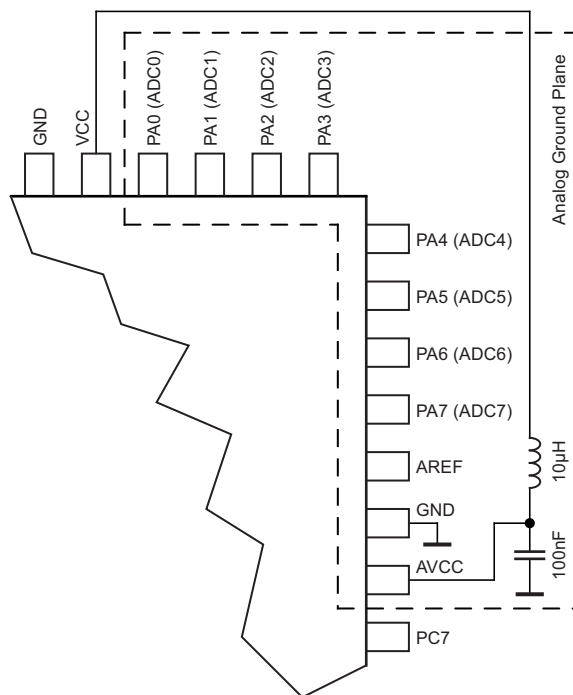 GND
VCC
PA0 (ADC0)
PA1 (ADC1)
PA2 (ADC2)
PA3 (ADC3)
Analog Ground Plane
PA4 (ADC4)
PA5 (ADC5)
PA6 (ADC6)
PA7 (ADC7)
AREF
10µH
GND
AVCC
100nF
PC7